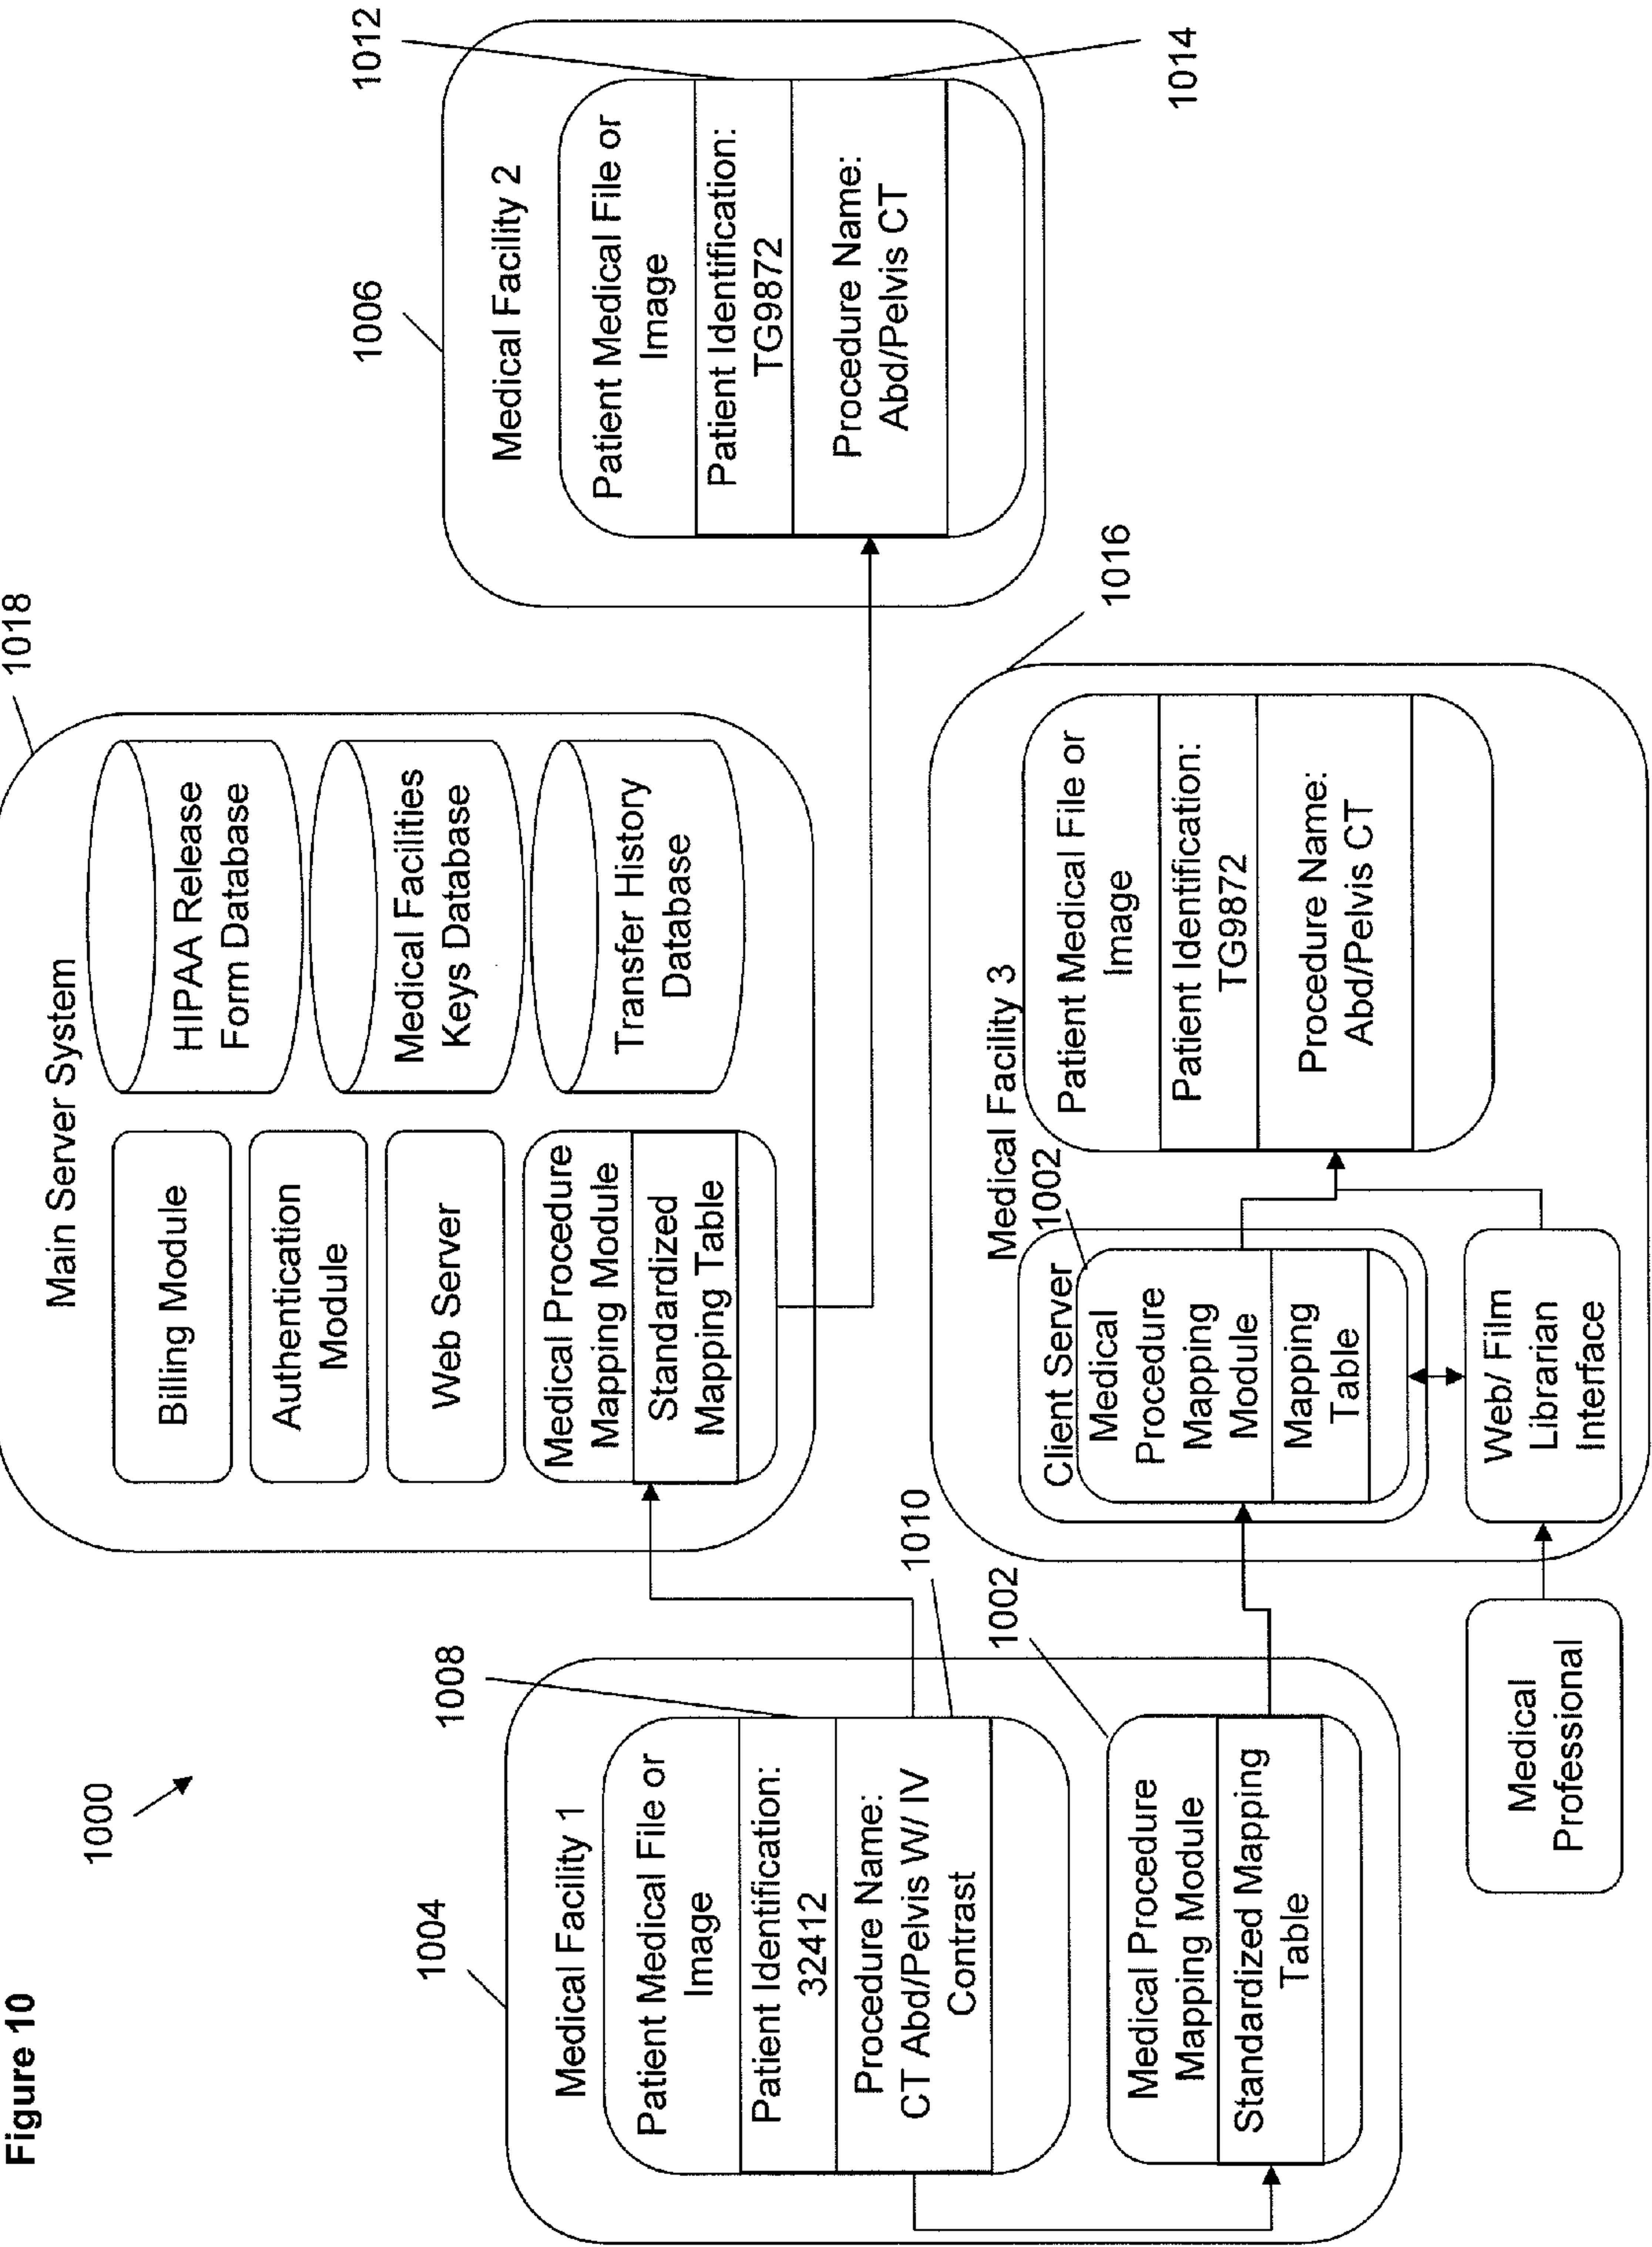 Figure 10
1000
1018
Main Server System
Billing Module
Authentication
Module
Web Server
Medical Procedure
Mapping Module
Standardized
Mapping Table
HIPAA Release
Form Database
Medical Facilities
Keys Database
Transfer History
Database
1004
1008
1010
Medical Facility 1
Patient Medical File or
Image
Patient Identification:
32412
Procedure Name:
CT Abd/Pelvis W/ IV
Contrast
1002
Medical Procedure
Mapping Module
Standardized Mapping
Table
1006
1012
Medical Facility 2
Patient Medical File or
Image
Patient Identification:
TG9872
Procedure Name:
Abd/Pelvis CT
1014
1016
Medical Facility 3
1002
Client Server
Medical
Procedure
Mapping
Module
Mapping
Table
Patient Medical File or
Image
Patient Identification:
TG9872
Procedure Name:
Abd/Pelvis CT
Web/ Film
Librarian
Interface
Medical
Professional